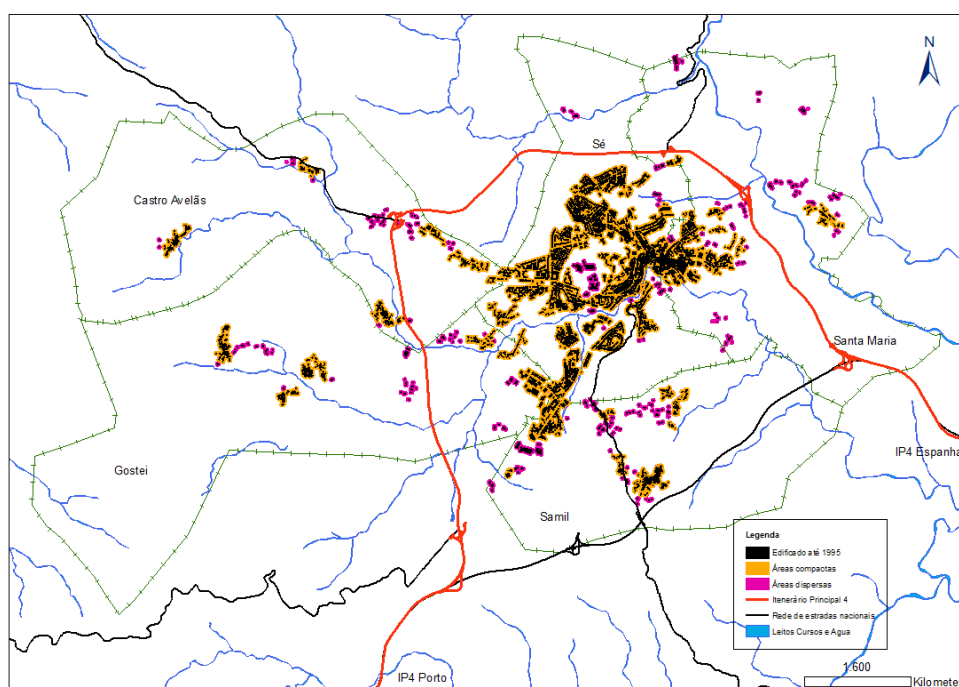 N
Sé
Castro Avelãs
Santa Maria
IP4 Espanha
Gostei
Samil
Legenda
Edificado até 1995
Áreas compactas
Áreas dispersas
Itenerário Principal 4
Rede de estradas nacionais
Leitos Cursos e Agua
1:600
Kilomete
IP4 Porto